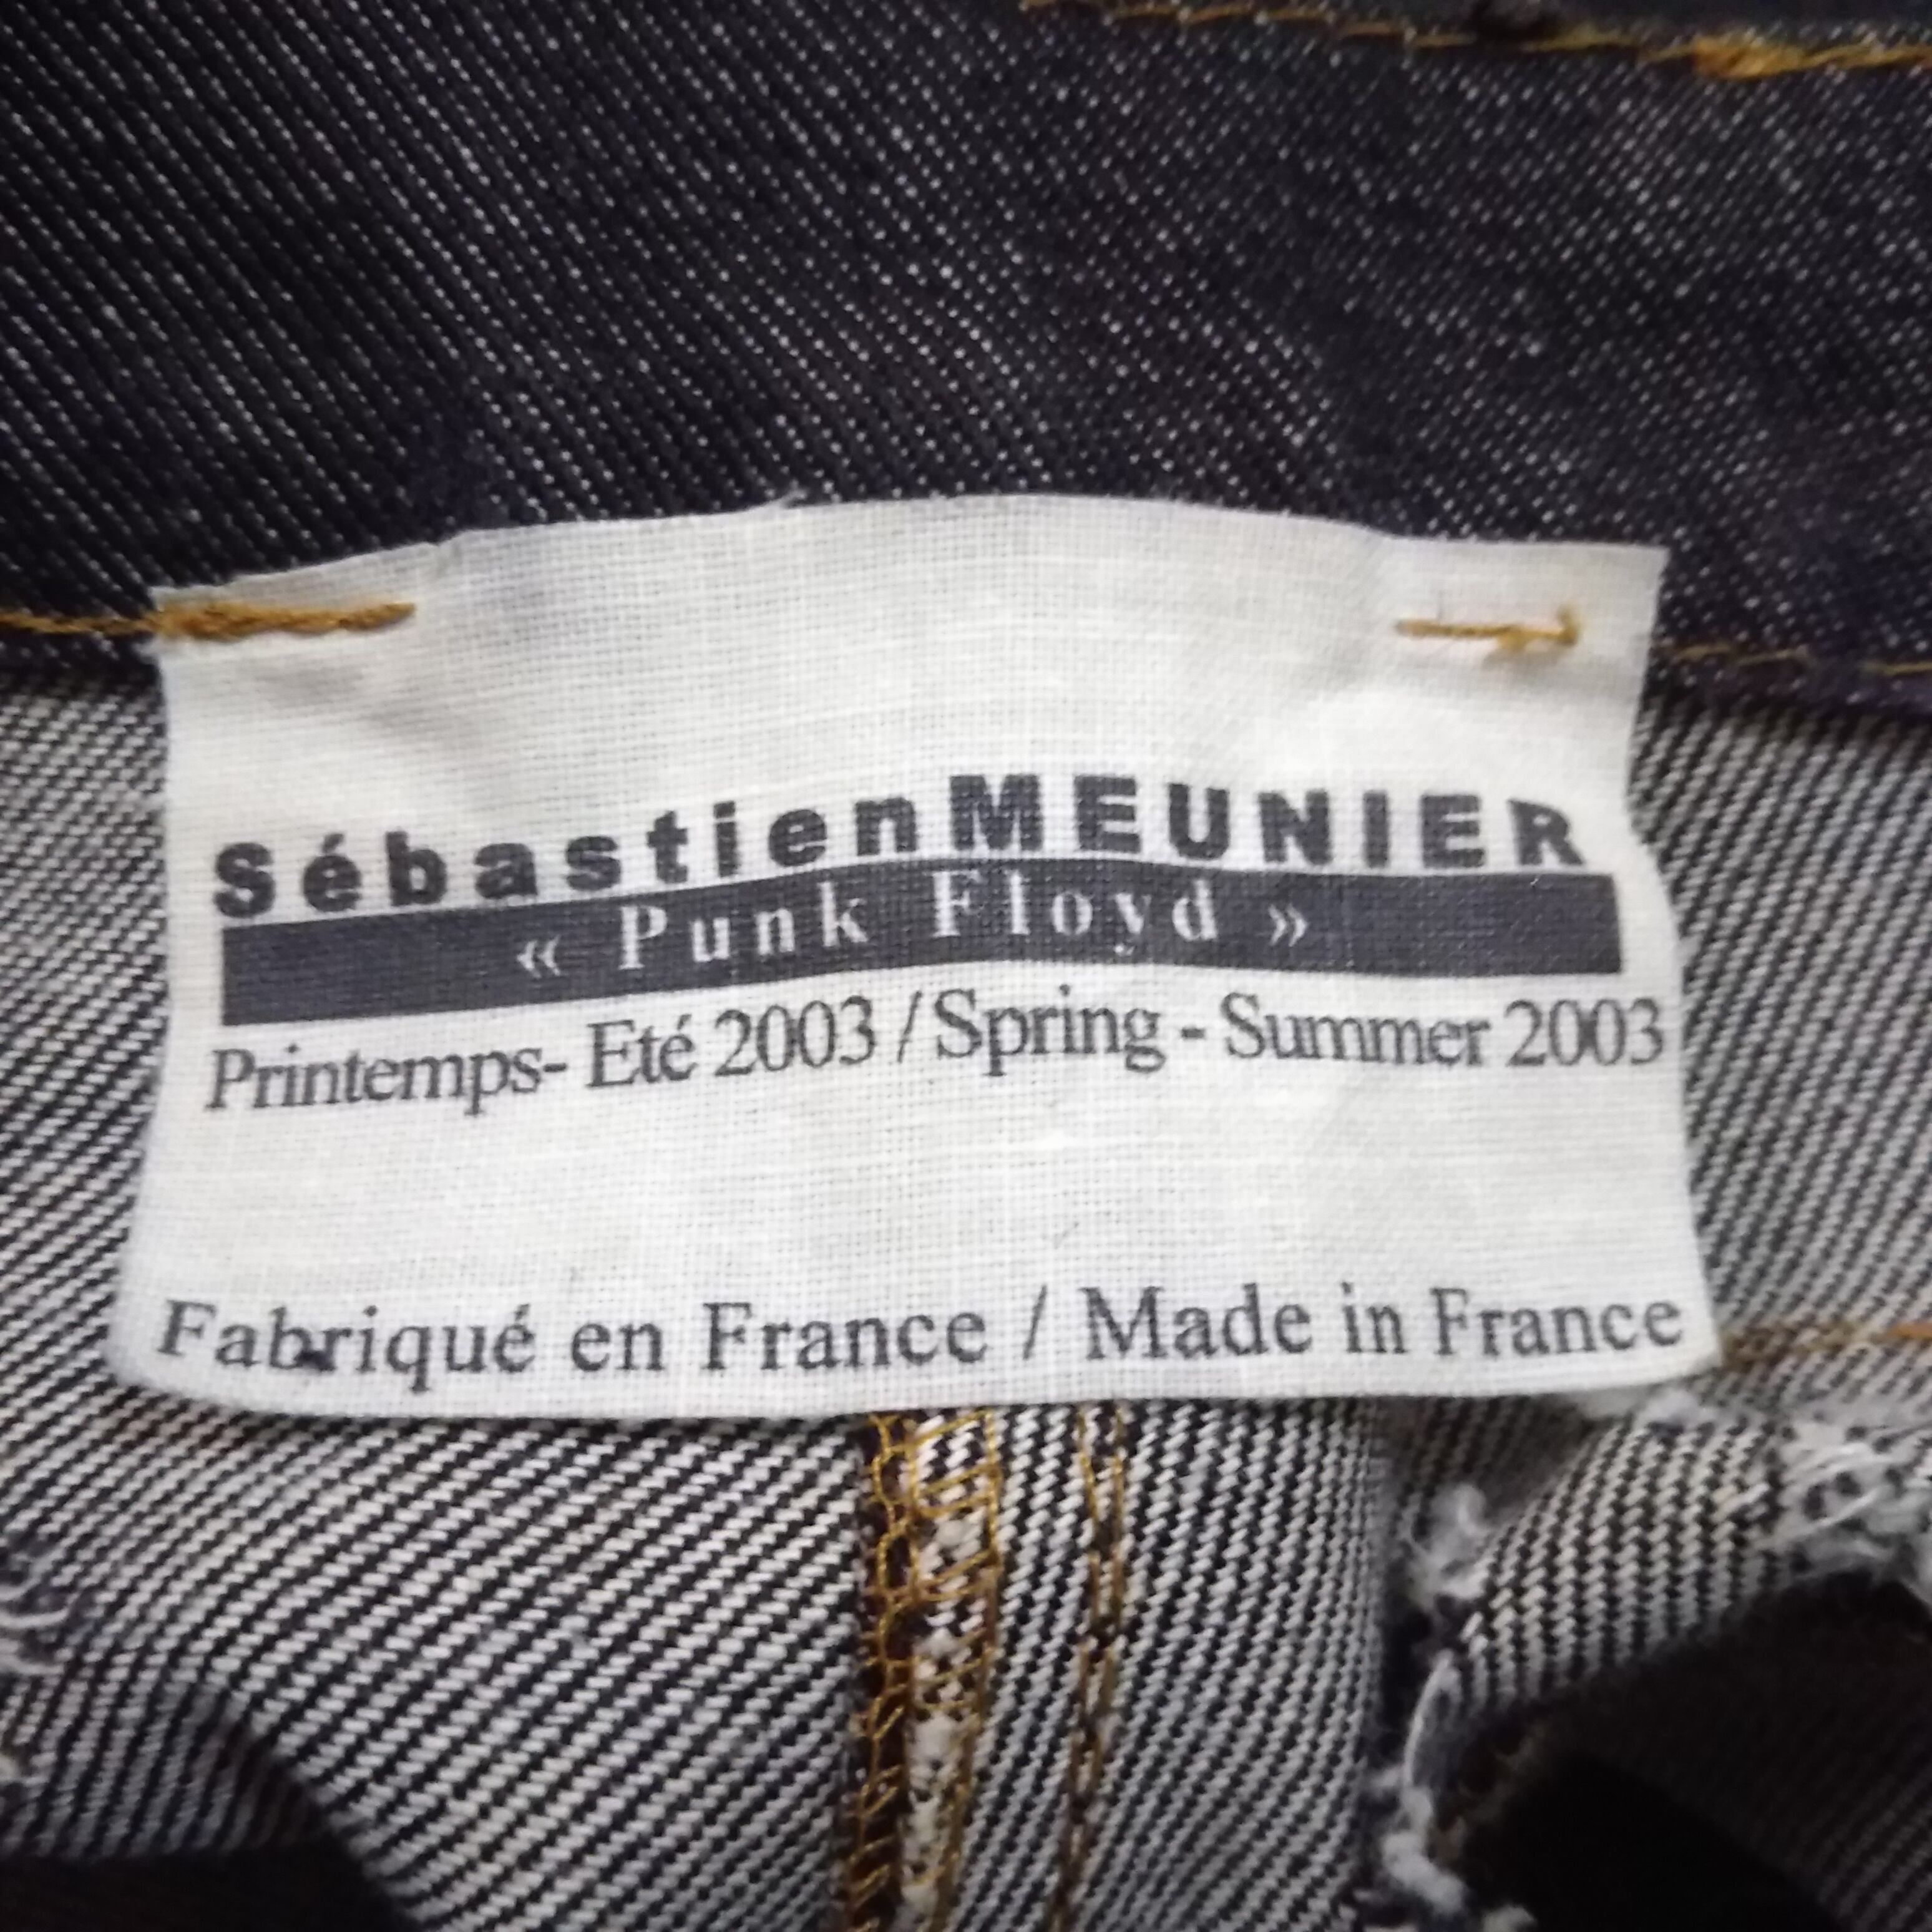 SébastienMEUNIER
« Punk Floyd »
Printemps- Eté 2003 / Spring - Summer 2003
Fabriqué en France / Made in France